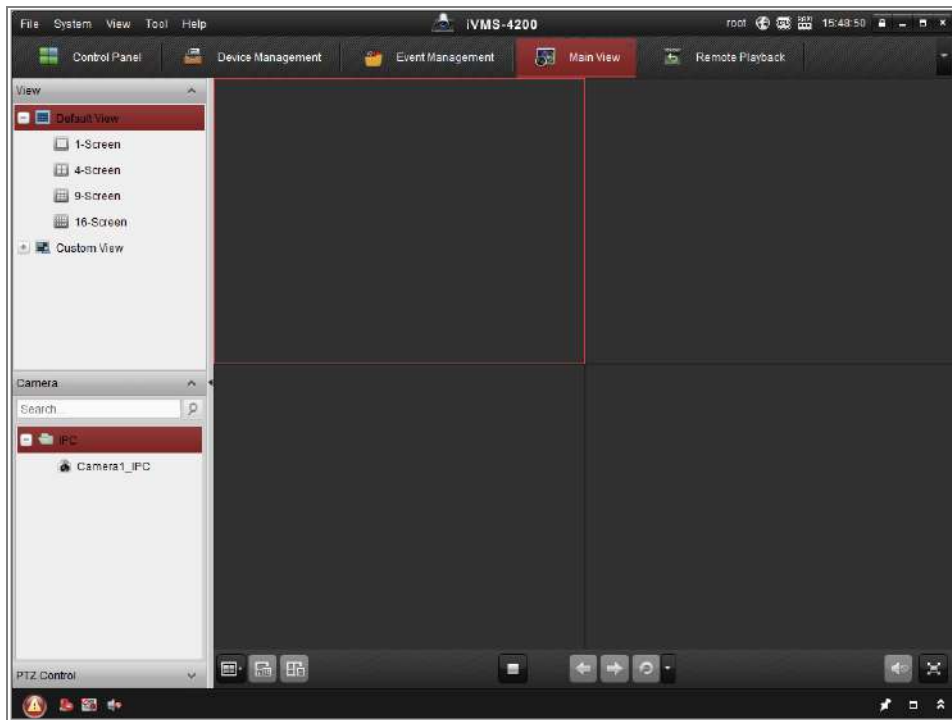 File System View Tool Help iVMS-4200 root 15:48:50
Control Panel Device Management Event Management Main View Remote Playback
View
Default View
1-Screen
4-Screen
9-Screen
16-Screen
Custom View
Camera
Search...
IPC
Camera1_IPC
PTZ Control